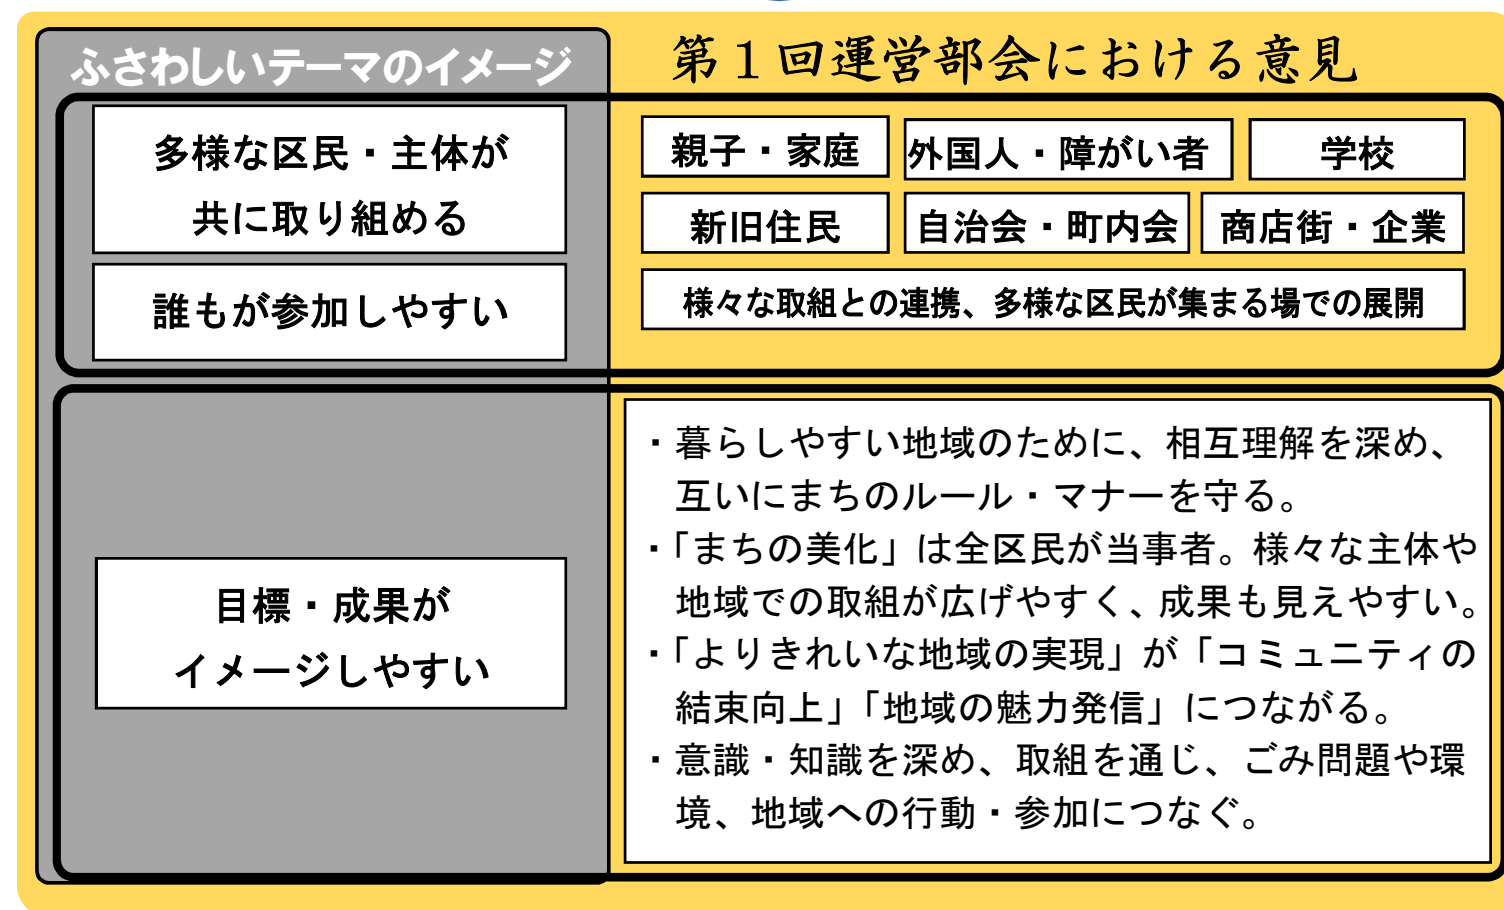 ふさわしいテーマのイメージ
第1回運営部会における意見
多様な区民・主体が
共に取り組める
誰もが参加しやすい
親子・家庭
外国人・障がい者
学校
新旧住民
自治会・町内会
商店街・企業
様々な取組との連携、多様な区民が集まる場での展開
目標・成果が
イメージしやすい
・暮らしやすい地域のために、相互理解を深め、
互いにまちのルール・マナーを守る。
・「まちの美化」は全区民が当事者。様々な主体や
地域での取組が広げやすく、成果も見えやすい。
・「よりきれいな地域の実現」が「コミュニティの
結束向上」「地域の魅力発信」につながる。
・意識・知識を深め、取組を通じ、ごみ問題や環
境、地域への行動・参加につなぐ。